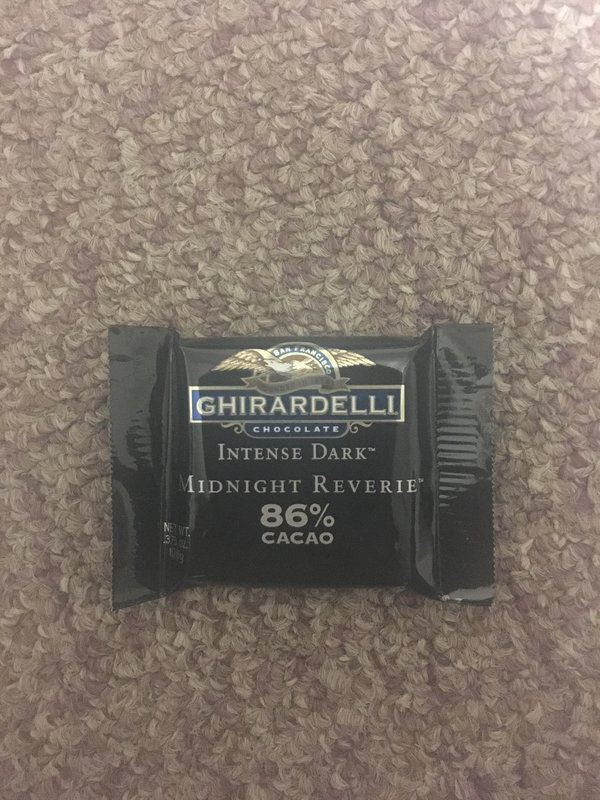 SAN FRANCISCO
GHIRARDELLI
CHOCOLATE
INTENSE DARK™
MIDNIGHT REVERIE™
86%
CACAO
NET WT.